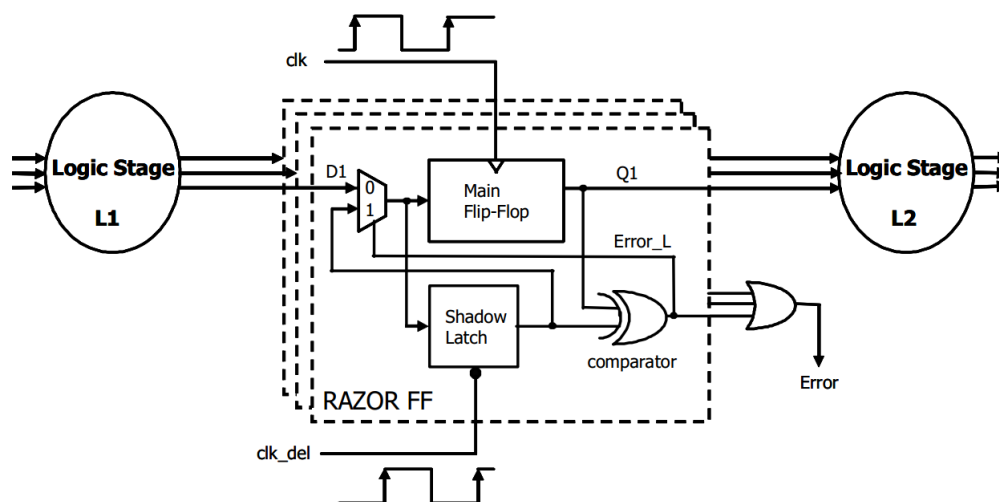 clk
Logic Stage
L1
D1
0
1
Main
Flip-Flop
Q1
Logic Stage
L2
Error_L
Shadow
Latch
comparator
Error
RAZOR FF
clk_del